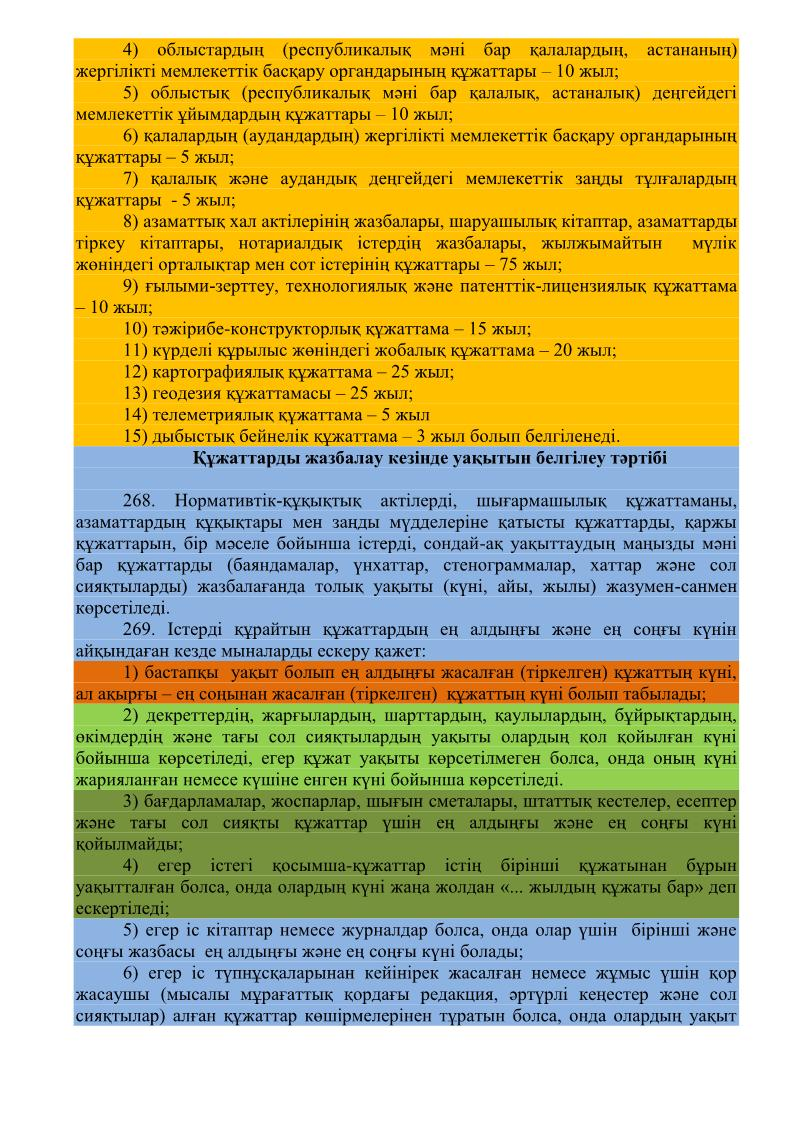 4) облыстардың (республикалық мәні бар қалалардың, астананың)
жергілікті мемлекеттік басқару органдарының құжаттары – 10 жыл;
5) облыстық (республикалық мәні бар қалалық, астаналық) деңгейдегі
мемлекеттік ұйымдардың құжаттары – 10 жыл;
6) қалалардың (аудандардың) жергілікті мемлекеттік басқару органдарының
құжаттары – 5 жыл;
7) қалалық және аудандық деңгейдегі мемлекеттік заңды тұлғалардың
құжаттары - 5 жыл;
8) азаматтық хал актілерінің жазбалары, шаруашылық кітаптар, азаматтарды
тіркеу кітаптары, нотариалдық істердің жазбалары, жылжымайтын мүлік
жөніндегі орталықтар мен сот істерінің құжаттары – 75 жыл;
9) ғылыми-зерттеу, технологиялық және патенттік-лицензиялық құжаттама
– 10 жыл;
10) тәжірибе-конструкторлық құжаттама – 15 жыл;
11) күрделі құрылыс жөніндегі жобалық құжаттама – 20 жыл;
12) картографиялық құжаттама – 25 жыл;
13) геодезия құжаттамасы – 25 жыл;
14) телеметриялық құжаттама – 5 жыл
15) дыбыстық бейнелік құжаттама – 3 жыл болып белгіленеді.
Құжаттарды жазбалау кезінде уақытын белгілеу тәртібі
268. Нормативтік-құқықтық актілерді, шығармашылық құжаттаманы,
азаматтардың құқықтары мен заңды мүдделеріне қатысты құжаттарды, қаржы
құжаттарын, бір мәселе бойынша істерді, сондай-ақ уақыттаудың маңызды мәні
бар құжаттарды (баяндамалар, үнхаттар, стенограммалар, хаттар және сол
сияқтыларды) жазбалағанда толық уақыты (күні, айы, жылы) жазумен-санмен
көрсетіледі.
269. Істерді құрайтын құжаттардың ең алдыңғы және ең соңғы күнін
айқындаған кезде мыналарды ескеру қажет:
1) бастапқы уақыт болып ең алдыңғы жасалған (тіркелген) құжаттың күні,
ал ақырғы – ең соңынан жасалған (тіркелген) құжаттың күні болып табылады;
2) декреттердің, жарғылардың, шарттардың, қаулылардың, бұйрықтардың,
өкімдердің және тағы сол сияқтылардың уақыты олардың қол қойылған күні
бойынша көрсетіледі, егер құжат уақыты көрсетілмеген болса, онда оның күні
жарияланған немесе күшіне енген күні бойынша көрсетіледі.
3) бағдарламалар, жоспарлар, шығын сметалары, штаттық кестелер, есептер
және тағы сол сияқты құжаттар үшін ең алдыңғы және ең соңғы күні
қойылмайды;
4) егер істегі қосымша-құжаттар істің бірінші құжатынан бұрын
уақытталған болса, онда олардың күні жаңа жолдан «... жылдың құжаты бар» деп
ескертіледі;
5) егер іс кітаптар немесе журналдар болса, онда олар үшін бірінші және
соңғы жазбасы ең алдыңғы және ең соңғы күні болады;
6) егер іс түпнұсқаларынан кейінірек жасалған немесе жұмыс үшін қор
жасаушы (мысалы мұрағаттық қордағы редакция, әртүрлі кеңестер және сол
сияқтылар) алған құжаттар көшірмелерінен тұратын болса, онда олардың уақыт